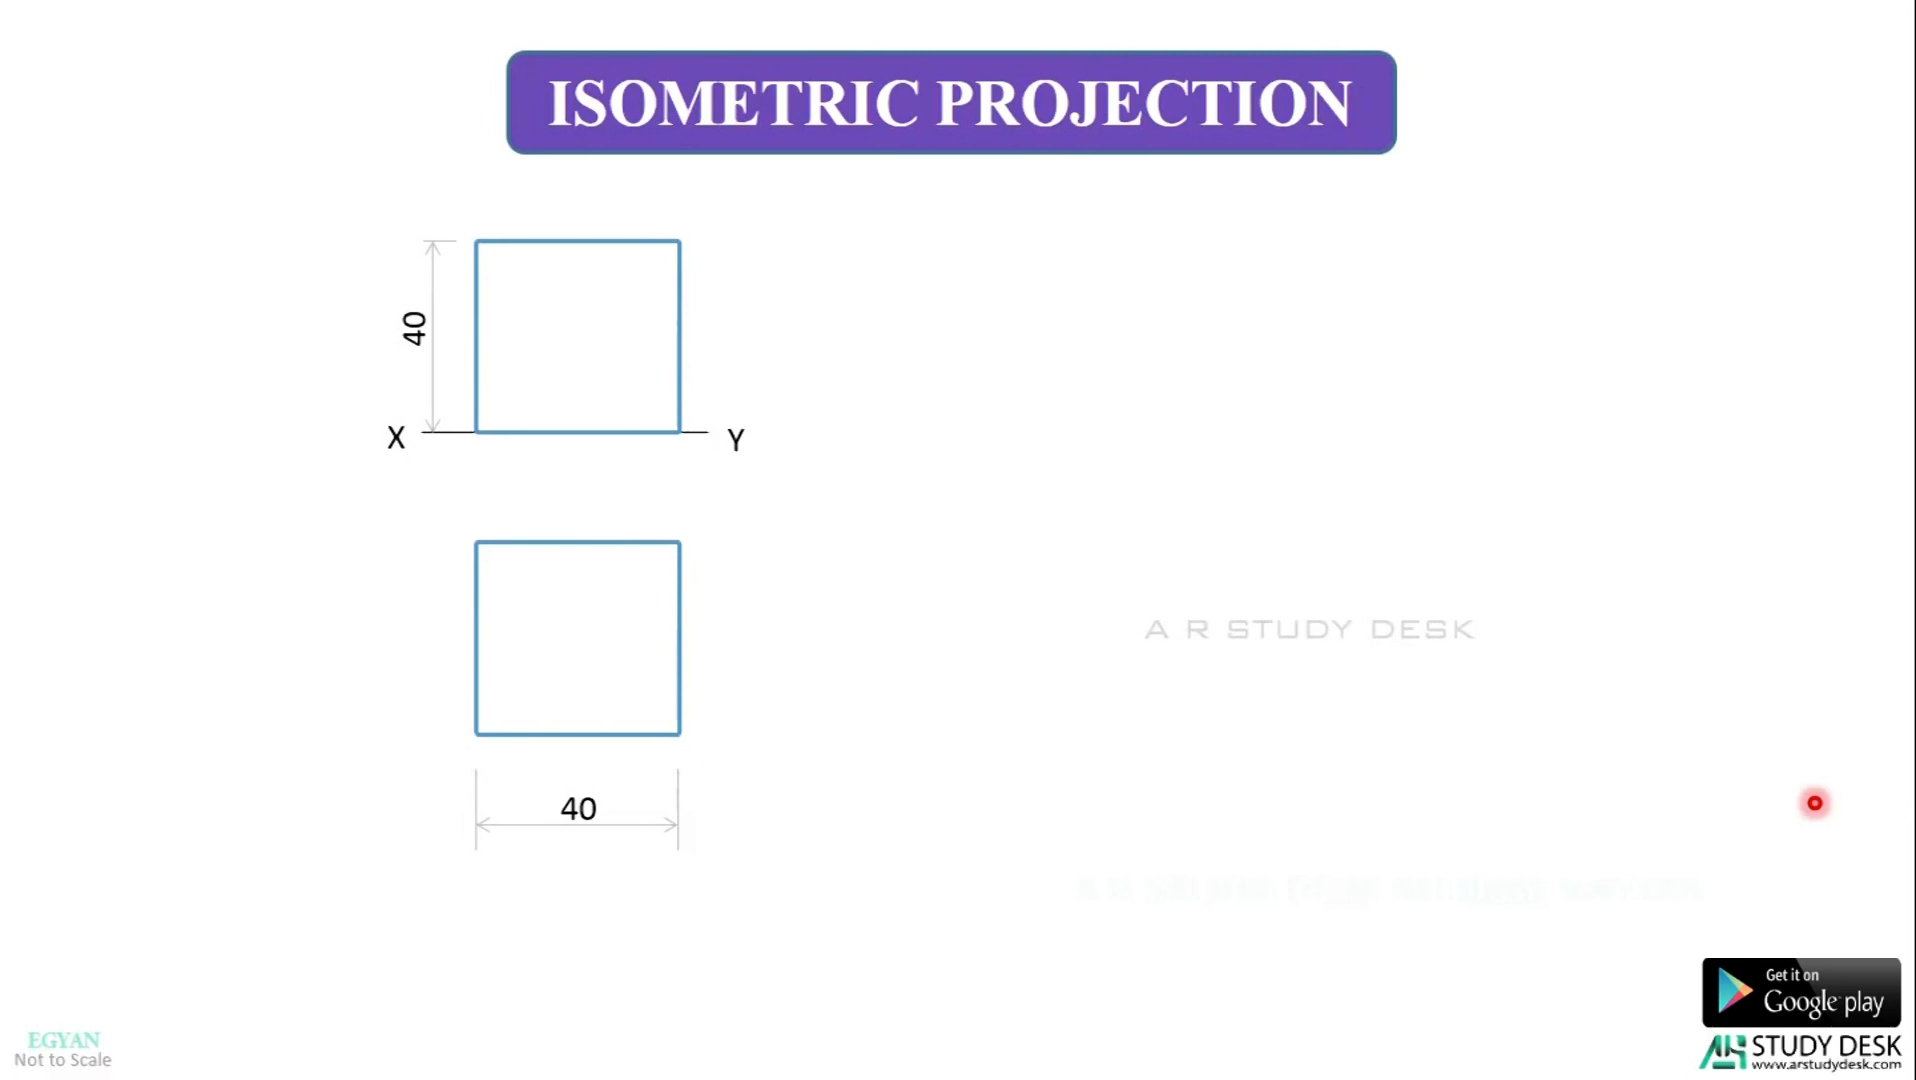 ISOMETRIC PROJECTION
40
X
Y
A R STUDY DESK
40
Get it on
Google play
EGYAN
Not to Scale
STUDY DESK
www.arstudydesk.com